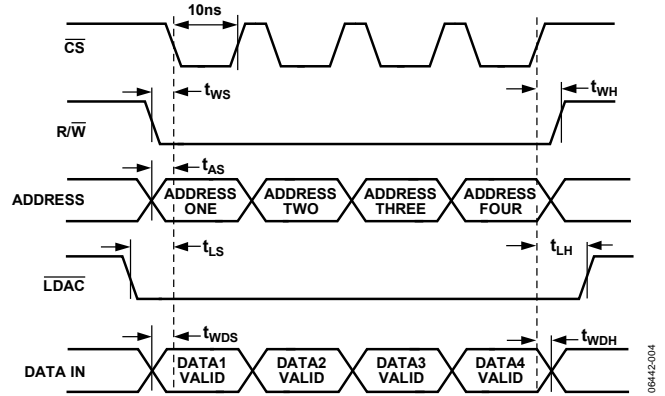 10ns
CS
tWS
tWH
R/W
tAS
ADDRESS
ADDRESS ONE
ADDRESS TWO
ADDRESS THREE
ADDRESS FOUR
tLS
tLH
LDAC
tWDS
tWDH
DATA IN
DATA1 VALID
DATA2 VALID
DATA3 VALID
DATA4 VALID
06442-004